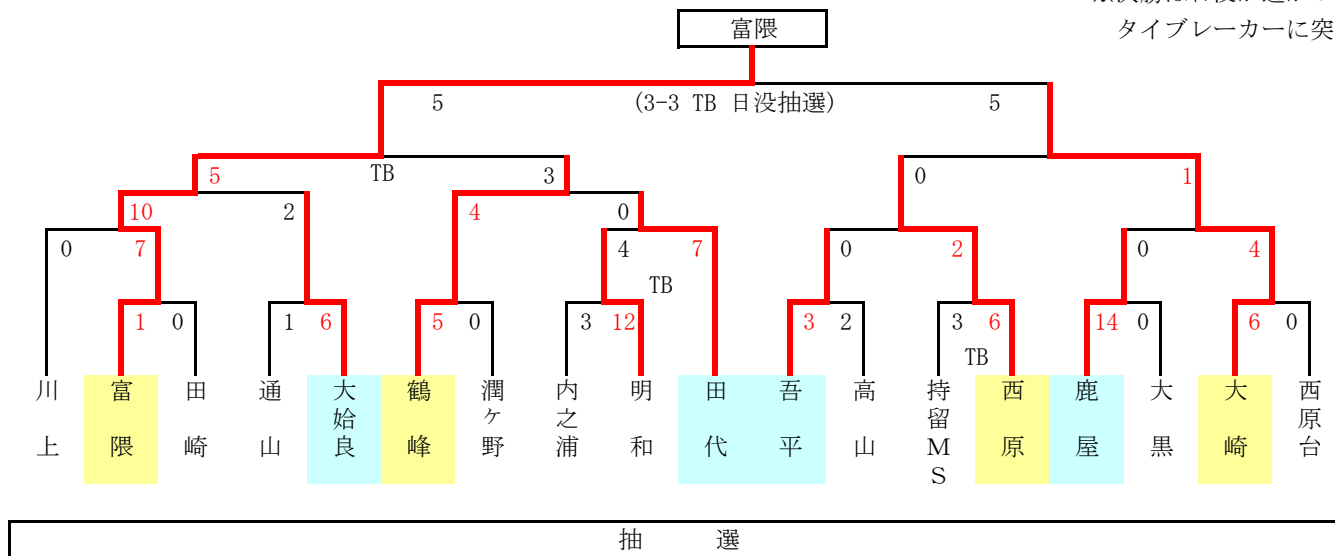 富隈
タイブレーカーに突
5 (3-3 TB 日没抽選) 5
5 TB 3 0 1
10 2 4 0
0 7 4 7 0 2 0 4
TB
1 0 1 6 5 0 3 12 3 2 3 6 14 0 6 0
TB
川上
富隈
田崎
通山
大姶良
鶴峰
潤ケ野
内之浦
明和
田代
吾平
高山
持留MS
西原
鹿屋
大黒
大崎
西原台
抽選